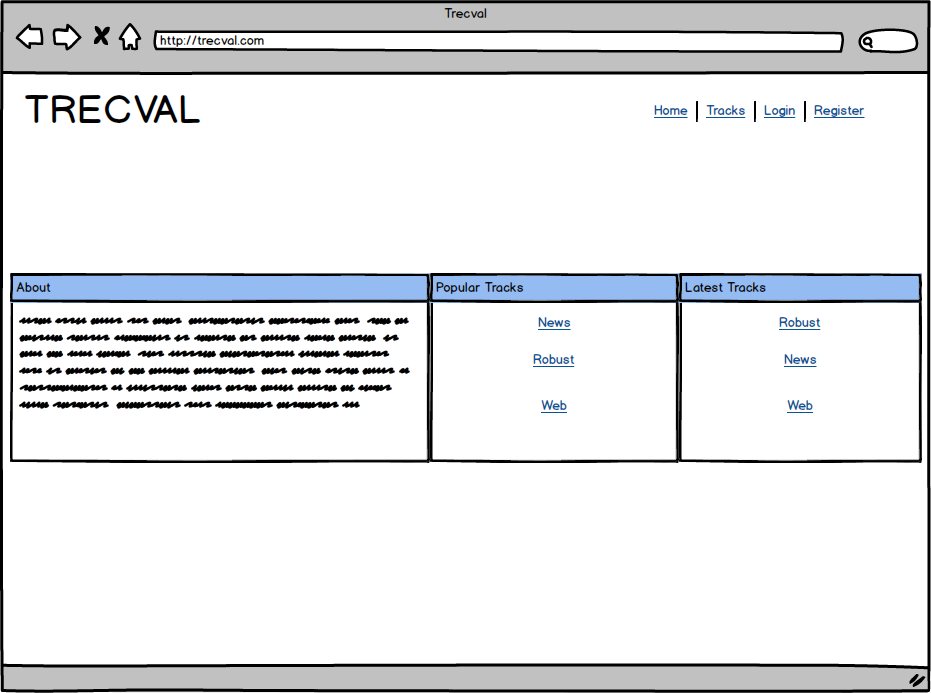 Trecval
http://trecval.com
TRECVAL
Home Tracks Login Register
About
Popular Tracks
News
Robust
Web
Latest Tracks
Robust
News
Web